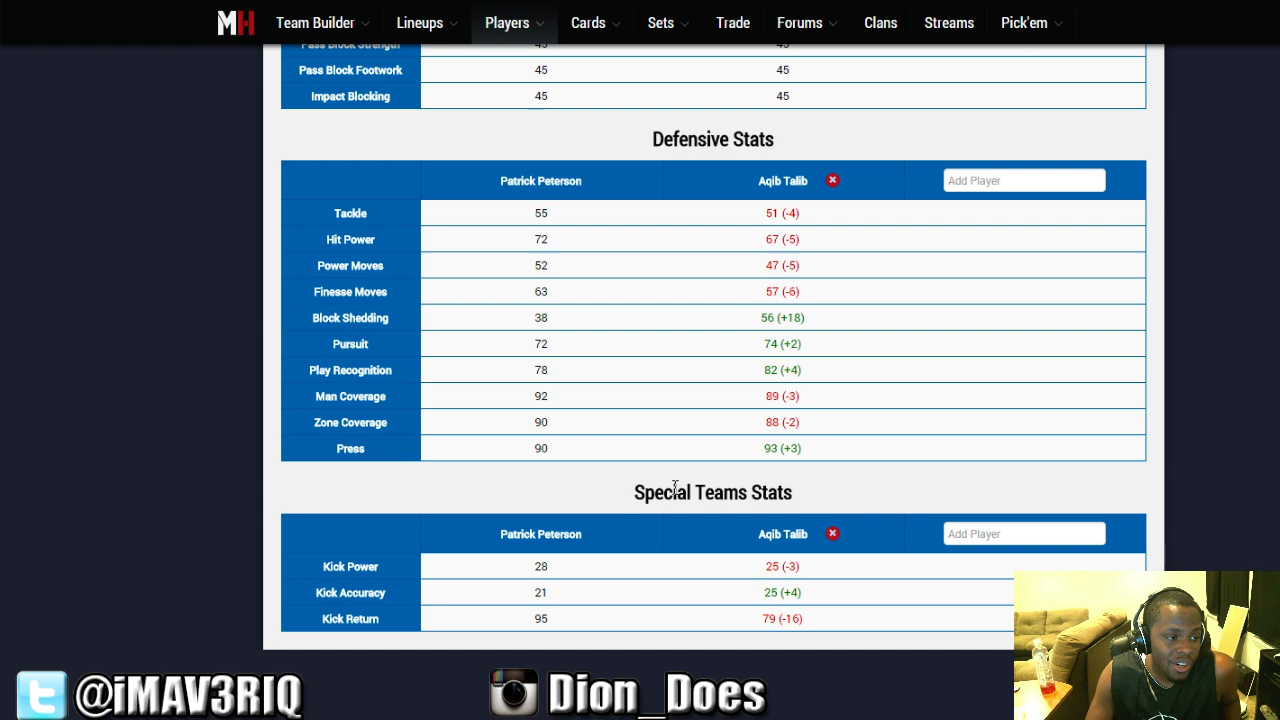 MH Team Builder Lineups Players Cards Sets Trade Forums Clans Streams Pick'em
Pass Block Strength 45 45
Pass Block Footwork 45 45
Impact Blocking 45 45
Defensive Stats
Patrick Peterson Aqib Talib Add Player
Tackle 55 51 (-4)
Hit Power 72 67 (-5)
Power Moves 52 47 (-5)
Finesse Moves 63 57 (-6)
Block Shedding 38 56 (+18)
Pursuit 72 74 (+2)
Play Recognition 78 82 (+4)
Man Coverage 92 89 (-3)
Zone Coverage 90 88 (-2)
Press 90 93 (+3)
Special Teams Stats
Patrick Peterson Aqib Talib Add Player
Kick Power 28 25 (-3)
Kick Accuracy 21 25 (+4)
Kick Return 95 79 (-16)
@iMAV3RIQ Dion_Does